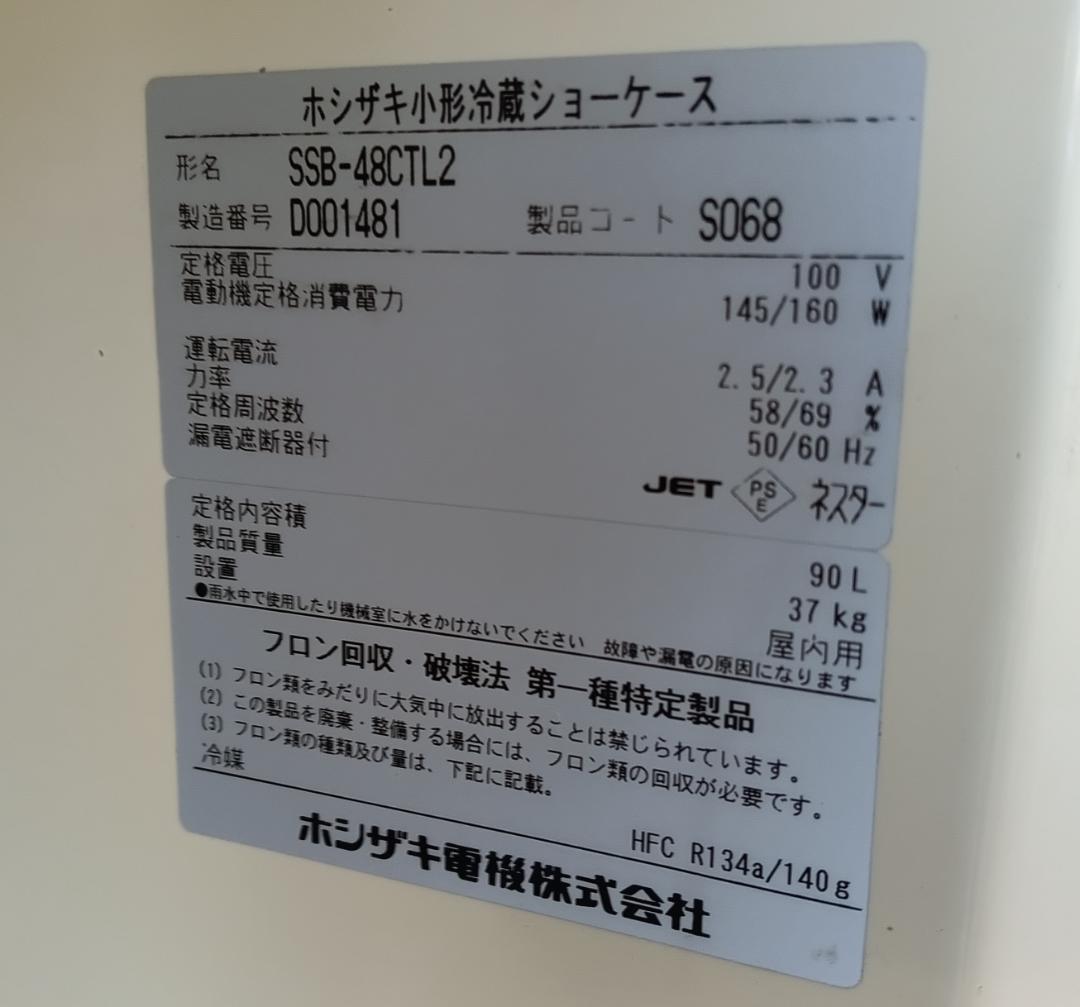 ホシザキ小形冷蔵ショーケース
形名 SSB-48CTL2
製造番号 D001481 製品コード S068
定格電圧 100 V
電動機定格消費電力 145/160 W
運転電流 2.5/2.3 A
力率 58/69 %
定格周波数 50/60 Hz
漏電遮断器付
JET PS E ネスター
定格内容積 90 L
製品質量 37 kg
設置 屋内用
●雨水中で使用したり機械室に水をかけないでください 故障や漏電の原因になります
フロン回収・破壊法 第一種特定製品
(1) フロン類をみだりに大気中に放出することは禁じられています。
(2) この製品を廃棄・整備する場合には、フロン類の回収が必要です。
(3) フロン類の種類及び量は、下記に記載。
冷媒 HFC R134a/140g
ホシザキ電機株式会社